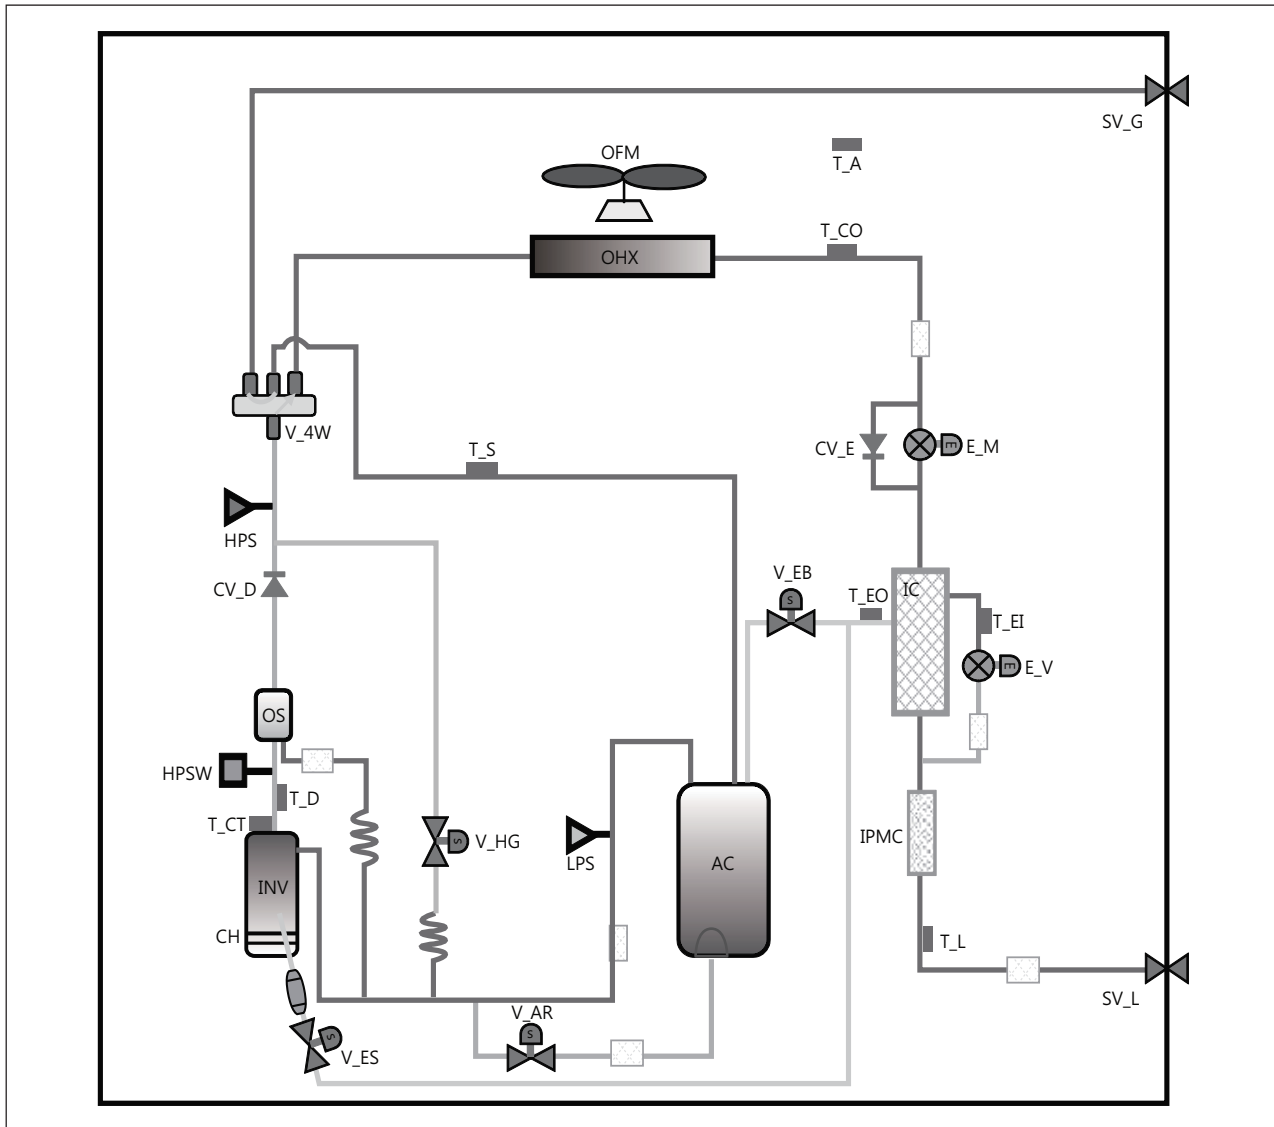 SV_G
OFM
T_A
T_CO
OHX
V_4W
T_S
CV_E
E
E_M
HPS
V_EB
S
CV_D
T_EO
IC
T_EI
E
E_V
OS
HPSW
T_D
T_CT
S
V_HG
LPS
AC
IPMC
INV
CH
T_L
SV_L
V_AR
S
S
V_ES